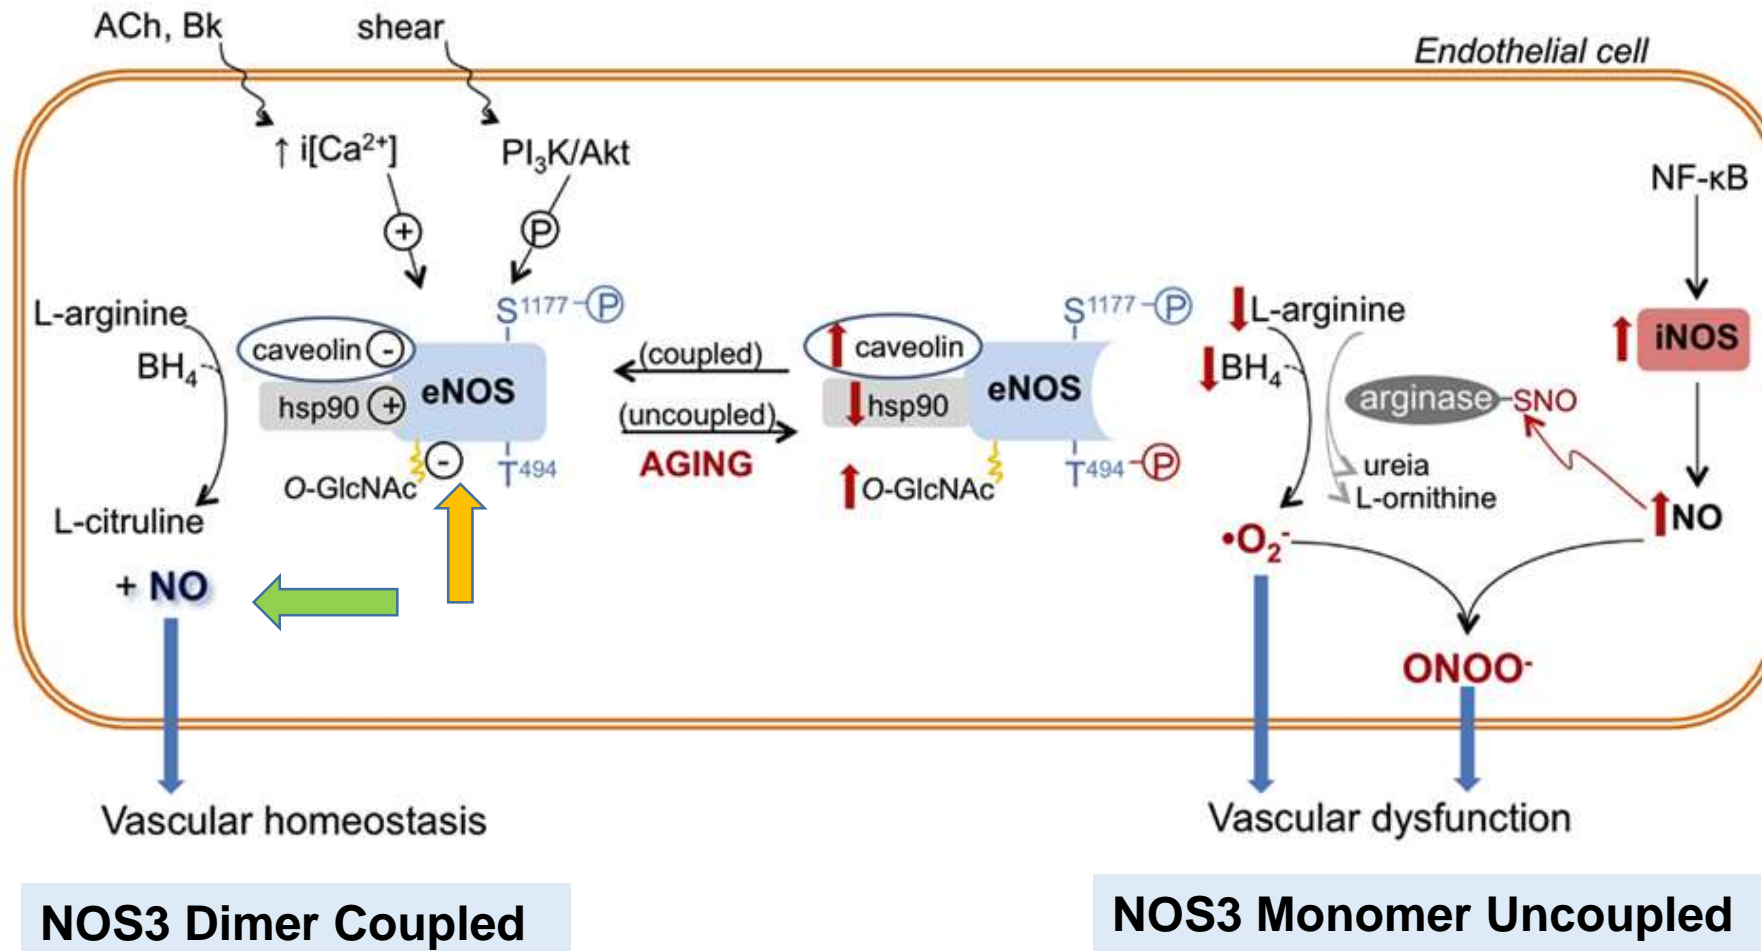 ACh, Bk
shear
Endothelial cell
↑ i[Ca²⁺]
PI₃K/Akt
NF-κB
+
P
L-arginine
BH₄
L-citruline
+ NO
caveolin -
hsp90 +
eNOS
S¹¹⁷⁷-P
T⁴⁹⁴
-
O-GlcNAc
(coupled)
(uucoupled)
AGING
↑ caveolin
↓ hsp90
eNOS
S¹¹⁷⁷-P
T⁴⁹⁴-P
↑ O-GlcNAc
↓ L-arginine
↓ BH₄
arginase-SNO
ureia
L-ornithine
↑ iNOS
↑ NO
•O₂⁻
ONOO⁻
Vascular homeostasis
Vascular dysfunction
NOS3 Dimer Coupled
NOS3 Monomer Uncoupled